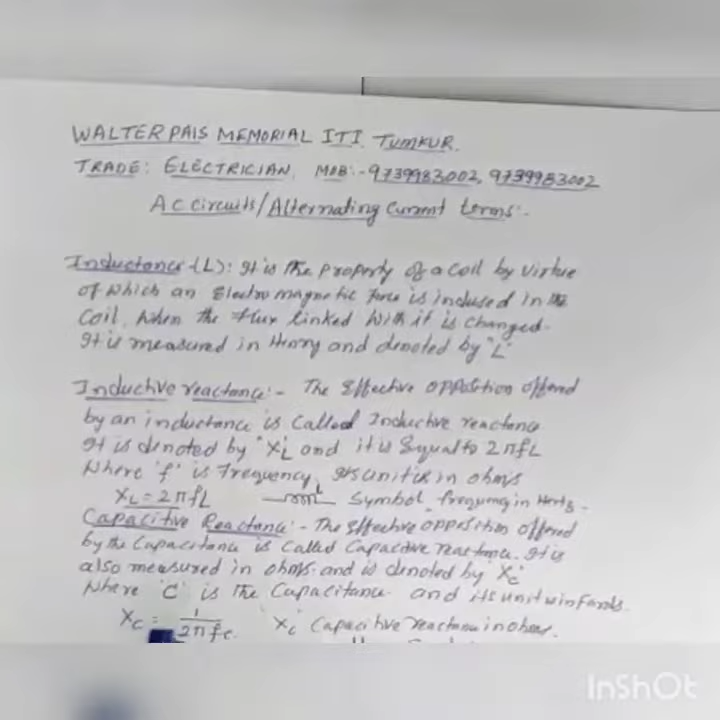 WALTER PAIS MEMORIAL ITI, TUMKUR.
TRADE: ELECTRICIAN, MOB:-9739983002, 9739983002
AC circuits/Alternating Current terms:-
Inductance (L): It is the property of a coil by virtue
of which an Electro magnetic force is induced in the
Coil, when the flux linked with it is changed.
It is measured in Henry and denoted by "L"
Inductive reactance:- The Effective opposition offered
by an inductance is called Inductive reactance
It is denoted by "XL and it is Equal to 2πfL
Where 'f' is Frequency, its unit is in ohms
XL = 2πfL L Symbol, frequency in Hertz.
Capacitive Reactance:- The Effective opposition offered
by the Capacitance is called Capacitive reactance. It is
also measured in ohms and is denoted by 'Xc'
Where 'C' is the Capacitance and its unit is in Farads.
Xc = 1/2πfc Xc Capacitive reactance in ohms.
InShOt